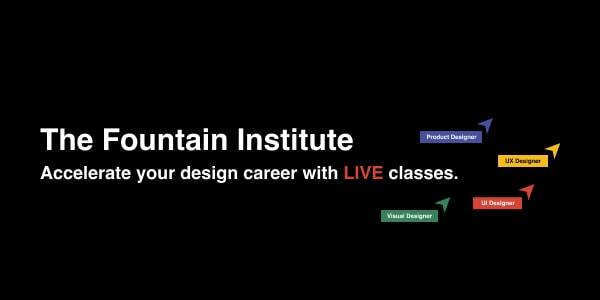 The Fountain Institute
Accelerate your design career with LIVE classes.
Product Designer
UX Designer
UI Designer
Visual Designer